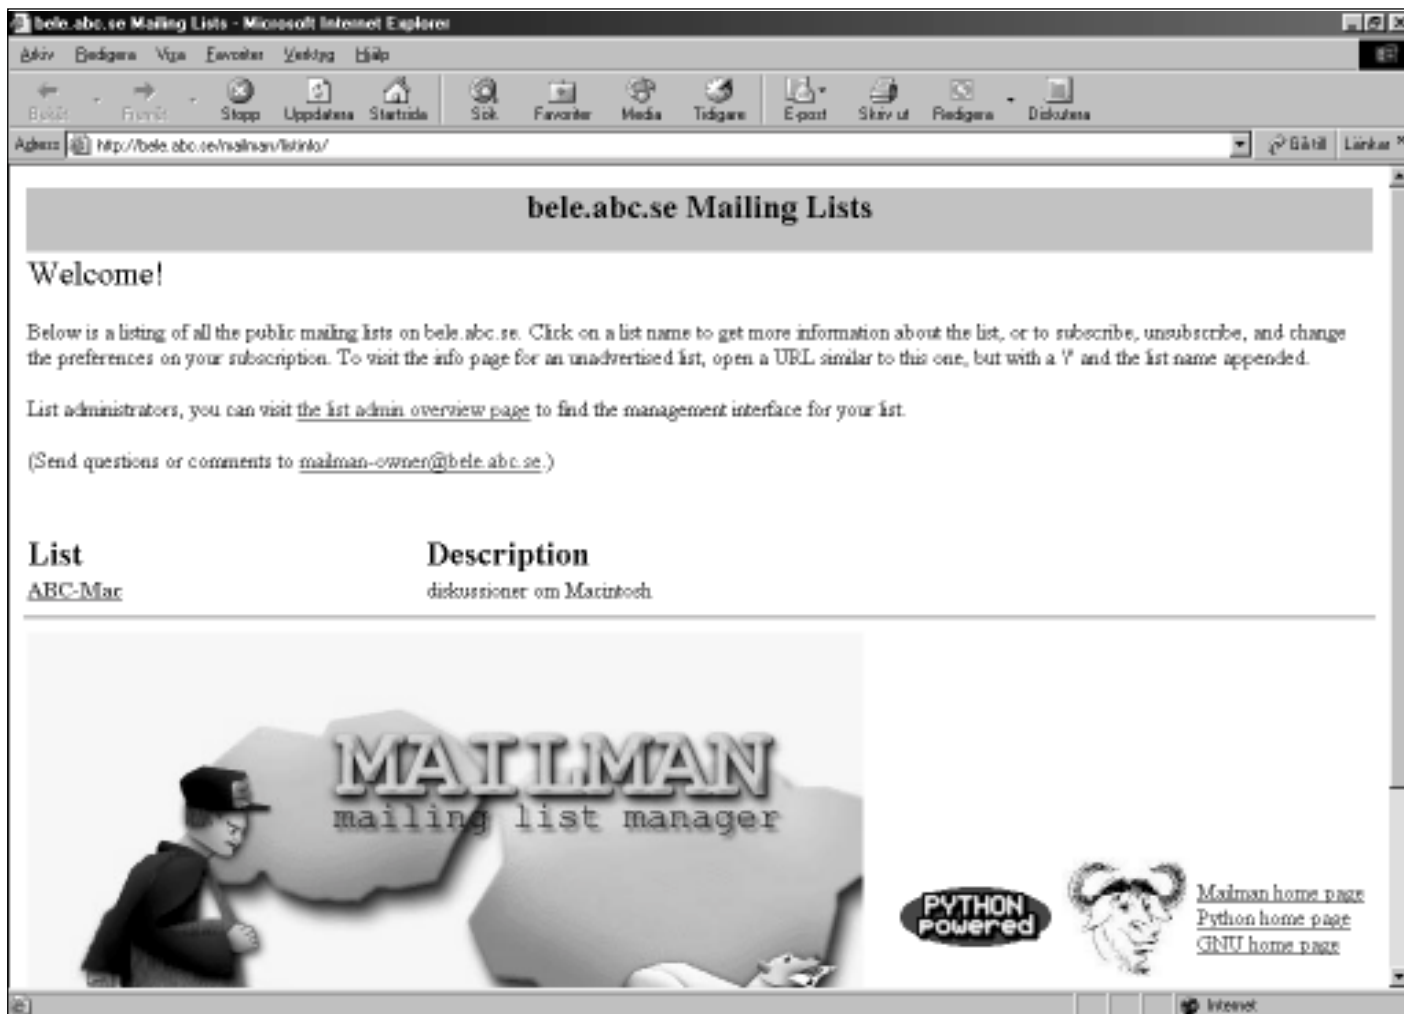 bele.abc.se Mailing Lists - Microsoft Internet Explorer
Arkiv Redigera Visa Favoriter Verktyg Hjälp
Bakåt Framåt Stopp Uppdatera Startsida Sök Favoriter Media Tidigare E-post Skriv ut Redigera Diskutera
Adress http://bele.abc.se/mailman/listinfo/ Gå till Länkar »
bele.abc.se Mailing Lists
Welcome!
Below is a listing of all the public mailing lists on bele.abc.se. Click on a list name to get more information about the list, or to subscribe, unsubscribe, and change
the preferences on your subscription. To visit the info page for an unadvertised list, open a URL similar to this one, but with a '/' and the list name appended.
List administrators, you can visit the list admin overview page to find the management interface for your list.
(Send questions or comments to mailman-owner@bele.abc.se.)
List Description
ABC-Mac diskussioner om Macintosh
MAILMAN
mailing list manager
PYTHON
Powered
Mailman home page
Python home page
GNU home page
Internet